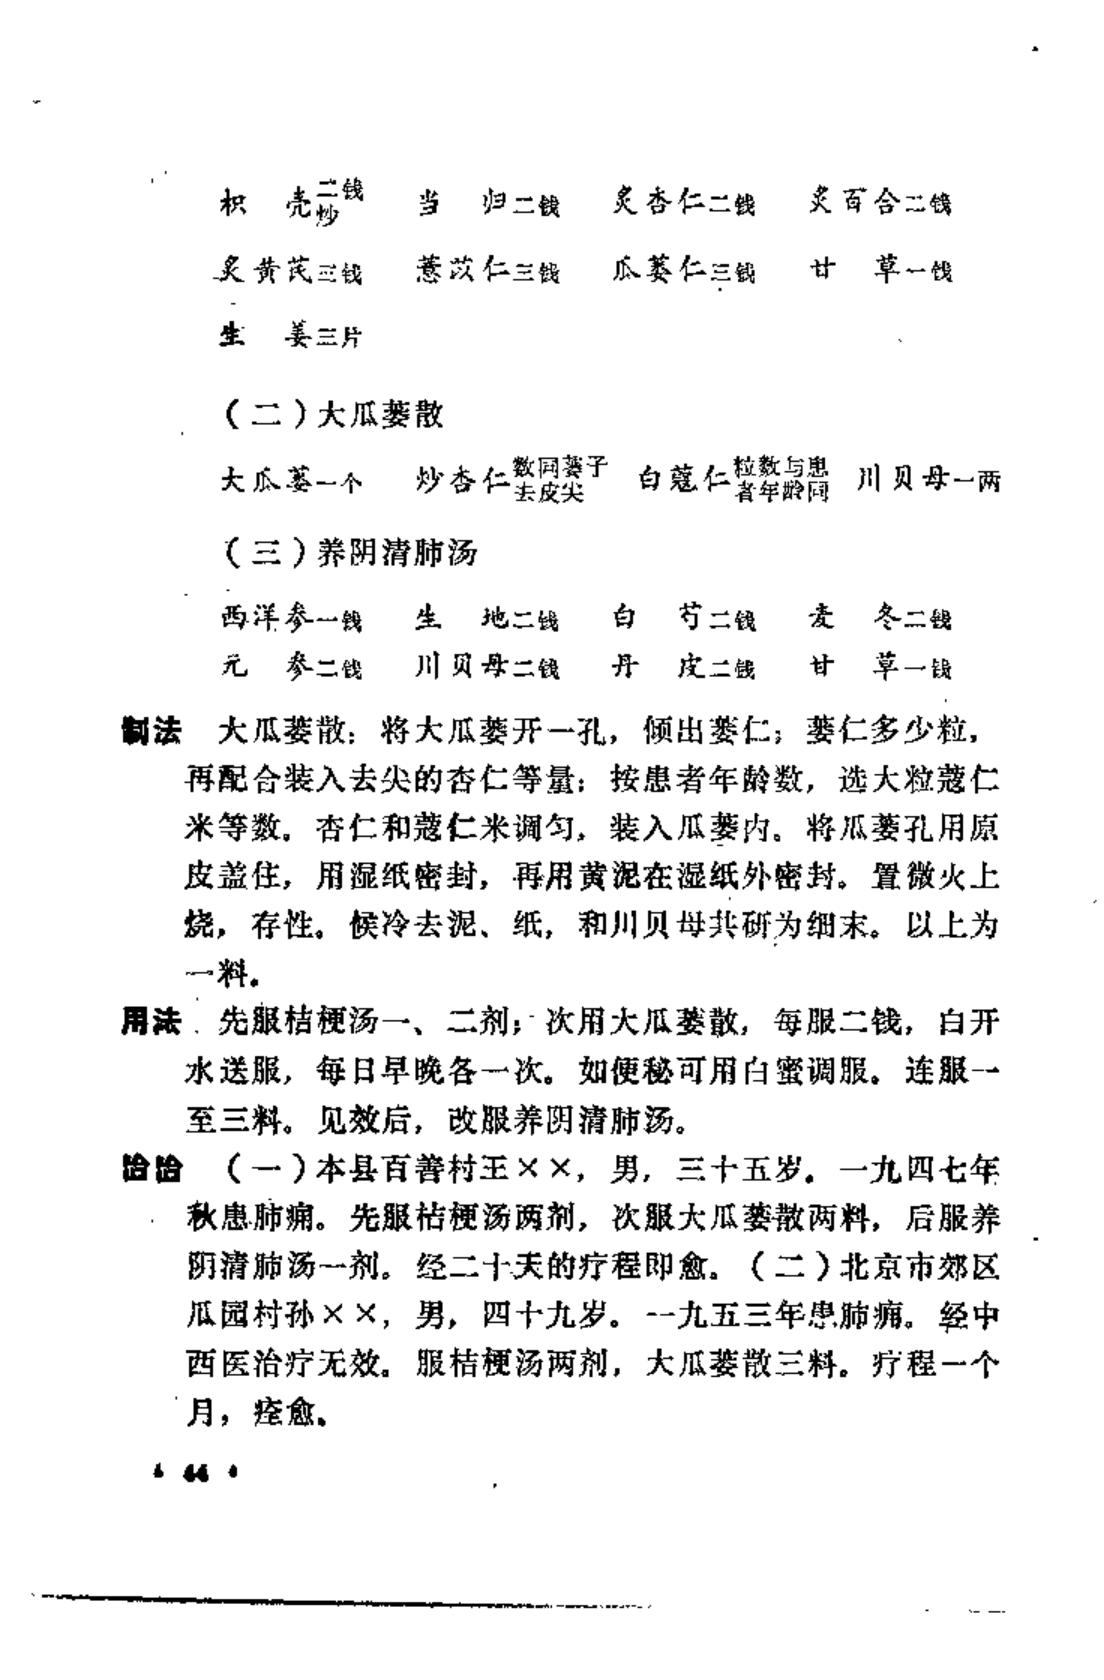 枳　壳二钱炒　当　归二钱　炙杏仁二钱　炙百合二钱
炙黄芪三钱　薏苡仁三钱　瓜蒌仁三钱　甘　草一钱
生　姜三片
（二）大瓜蒌散
大瓜蒌一个　炒杏仁数同蒌子去皮尖　白蔻仁粒数与患者年龄同　川贝母一两
（三）养阴清肺汤
西洋参一钱　生　地二钱　白　芍二钱　麦　冬二钱
元　参二钱　川贝母二钱　丹　皮二钱　甘　草一钱
制法　大瓜蒌散：将大瓜蒌开一孔，倾出蒌仁；蒌仁多少粒，
再配合装入去尖的杏仁等量；按患者年龄数，选大粒蔻仁
米等数。杏仁和蔻仁米调匀，装入瓜蒌内。将瓜蒌孔用原
皮盖住，用湿纸密封，再用黄泥在湿纸外密封。置微火上
烧，存性。候冷去泥、纸，和川贝母共研为细末。以上为
一料。
用法　先服桔梗汤一、二剂；次用大瓜蒌散，每服二钱，白开
水送服，每日早晚各一次。如便秘可用白蜜调服。连服一
至三料。见效后，改服养阴清肺汤。
（一）本县百善村王××，男，三十五岁。一九四七年
秋患肺痈。先服桔梗汤两剂，次服大瓜蒌散两料，后服养
阴清肺汤一剂。经二十天的疗程即愈。（二）北京市郊区
瓜园村孙××，男，四十九岁。一九五三年患肺痈。经中
西医治疗无效。服桔梗汤两剂，大瓜蒌散三料。疗程一个
月，痊愈。
• 44 •